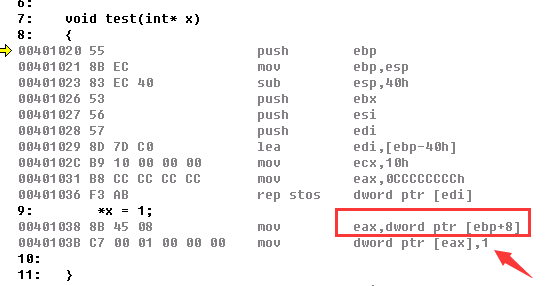 6:
7: void test(int* x)
8: {
00401020 55 push ebp
00401021 8B EC mov ebp,esp
00401023 83 EC 40 sub esp,40h
00401026 53 push ebx
00401027 56 push esi
00401028 57 push edi
00401029 8D 7D C0 lea edi,[ebp-40h]
0040102C B9 10 00 00 00 mov ecx,10h
00401031 B8 CC CC CC CC mov eax,0CCCCCCCCh
00401036 F3 AB rep stos dword ptr [edi]
9: *x = 1;
00401038 8B 45 08 mov eax,dword ptr [ebp+8]
0040103B C7 00 01 00 00 00 mov dword ptr [eax],1
10:
11: }